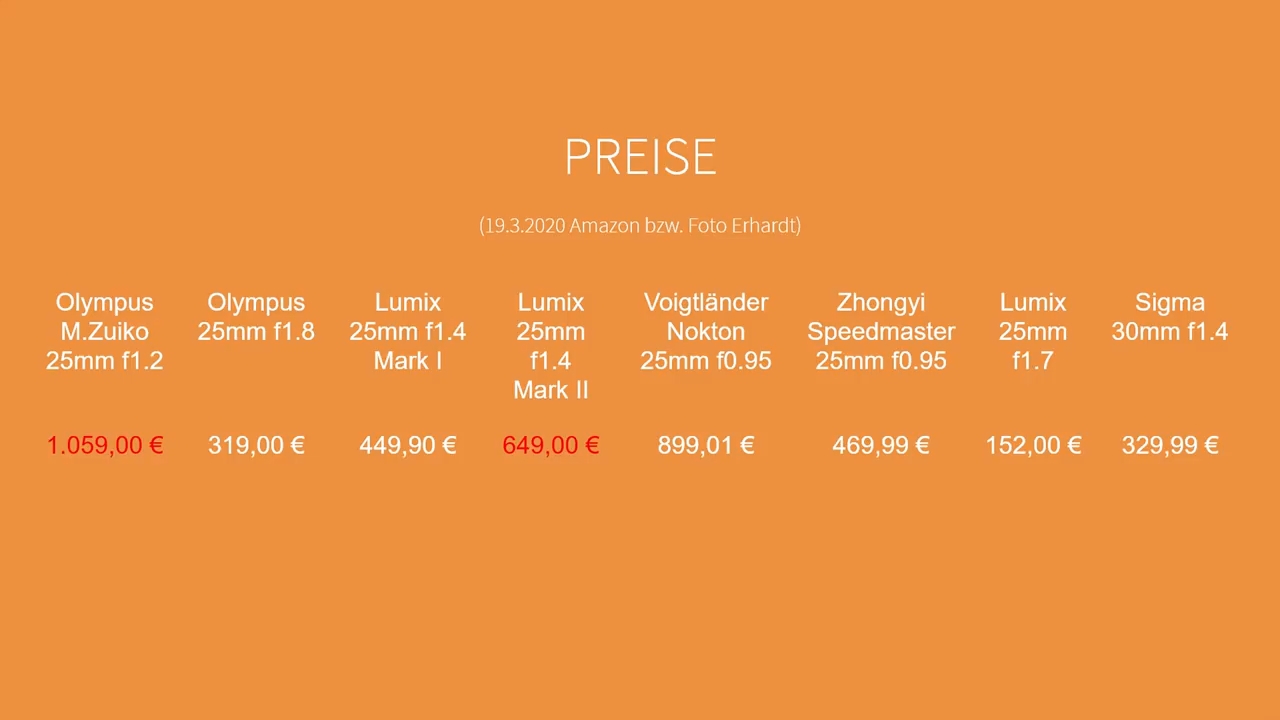 PREISE
(19.3.2020 Amazon bzw. Foto Erhardt)
Olympus
M.Zuiko
25mm f1.2
Olympus
25mm f1.8
Lumix
25mm f1.4
Mark I
Lumix
25mm
f1.4
Mark II
Voigtländer
Nokton
25mm f0.95
Zhongyi
Speedmaster
25mm f0.95
Lumix
25mm
f1.7
Sigma
30mm f1.4
1.059,00 €
319,00 €
449,90 €
649,00 €
899,01 €
469,99 €
152,00 €
329,99 €